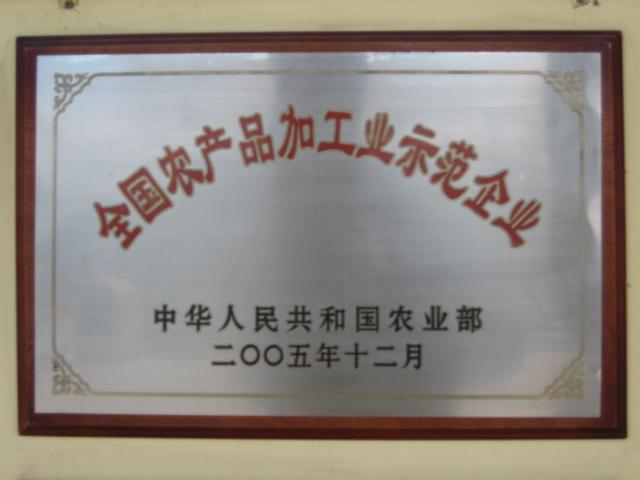 全国农产品加工业示范企业
中华人民共和国农业部
二〇〇五年十二月